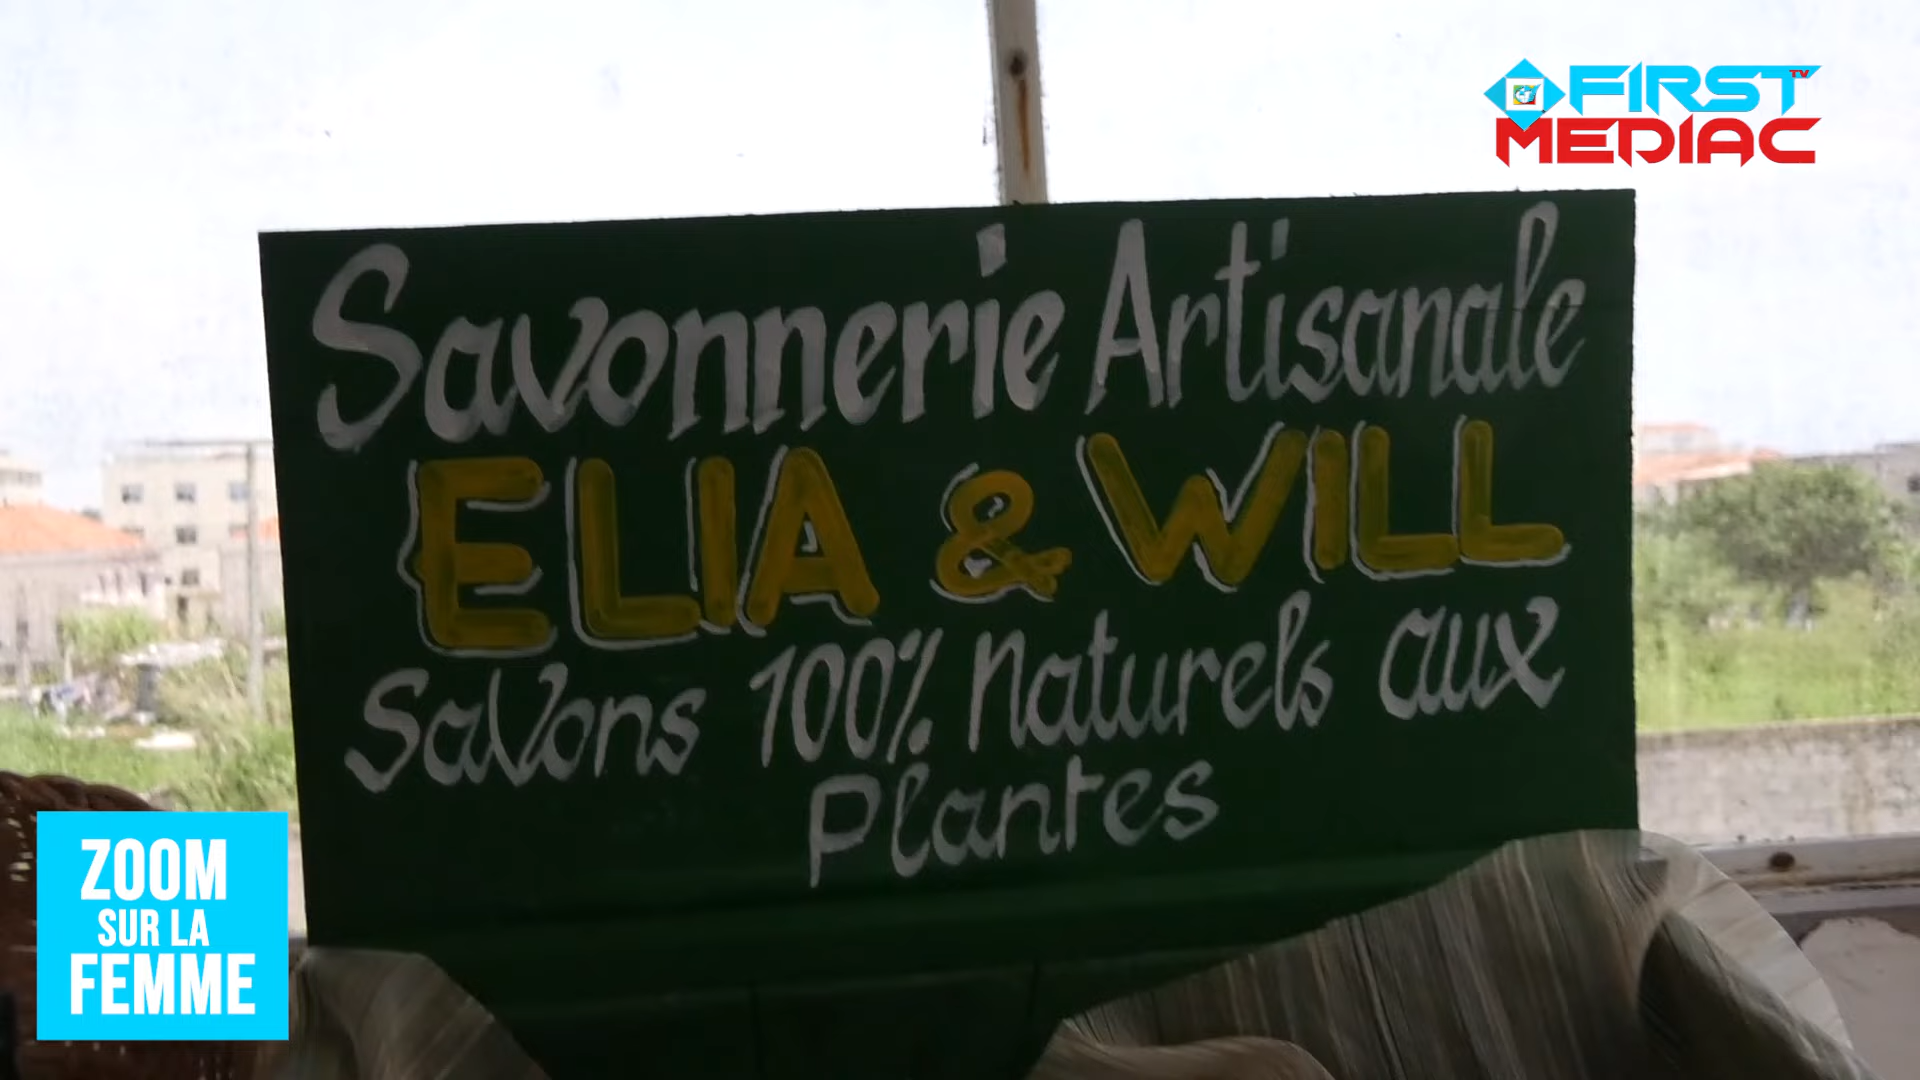 FIRST TV
MEDIAC
Savonnerie Artisanale
ELIA & WILL
Savons 100% Naturels aux
Plantes
ZOOM
SUR LA
FEMME